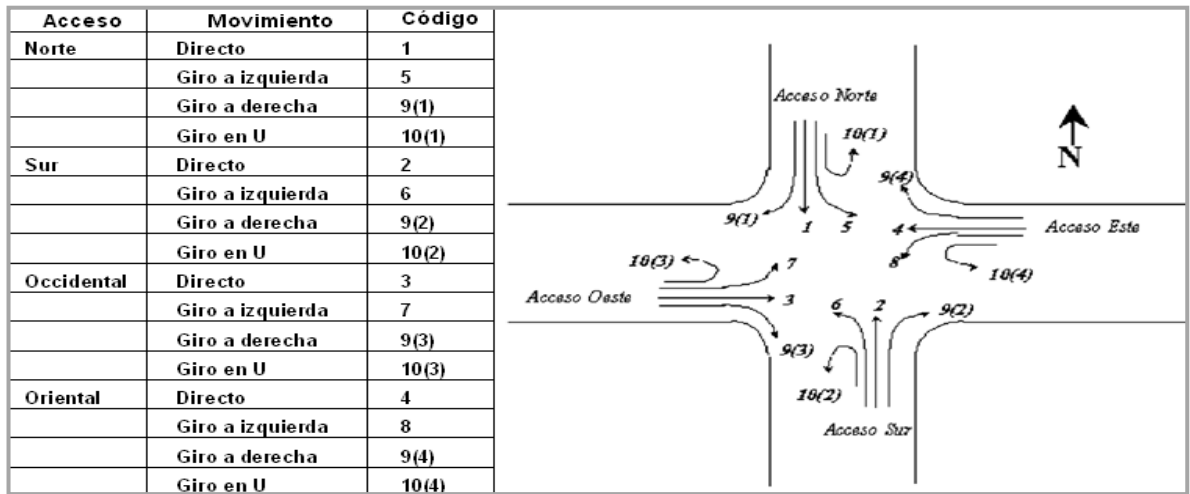 Acceso Movimiento Código
Norte Directo 1
Giro a izquierda 5
Giro a derecha 9(1)
Giro en U 10(1)
Sur Directo 2
Giro a izquierda 6
Giro a derecha 9(2)
Giro en U 10(2)
Occidental Directo 3
Giro a izquierda 7
Giro a derecha 9(3)
Giro en U 10(3)
Oriental Directo 4
Giro a izquierda 8
Giro a derecha 9(4)
Giro en U 10(4)
Acceso Norte
10(1)
N
9(4)
9(1) 1 5 4 Acceso Este
8
10(3) 7 10(4)
Acceso Oeste 3 6 2 9(2)
9(3)
10(2)
Acceso Sur